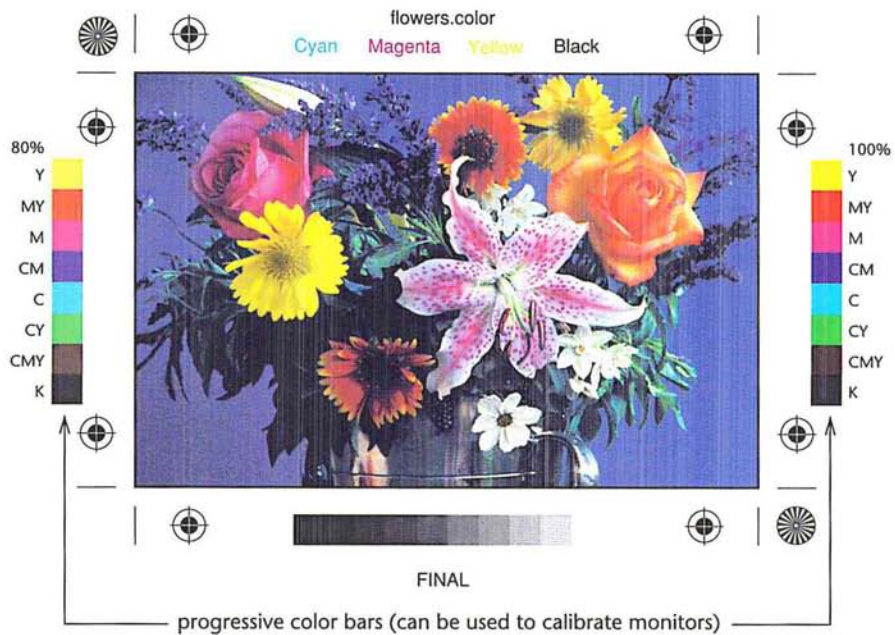 flowers.color
Cyan Magenta Yellow Black
80%
Y
MY
M
CM
C
CY
CMY
K
100%
Y
MY
M
CM
C
CY
CMY
K
FINAL
progressive color bars (can be used to calibrate monitors)